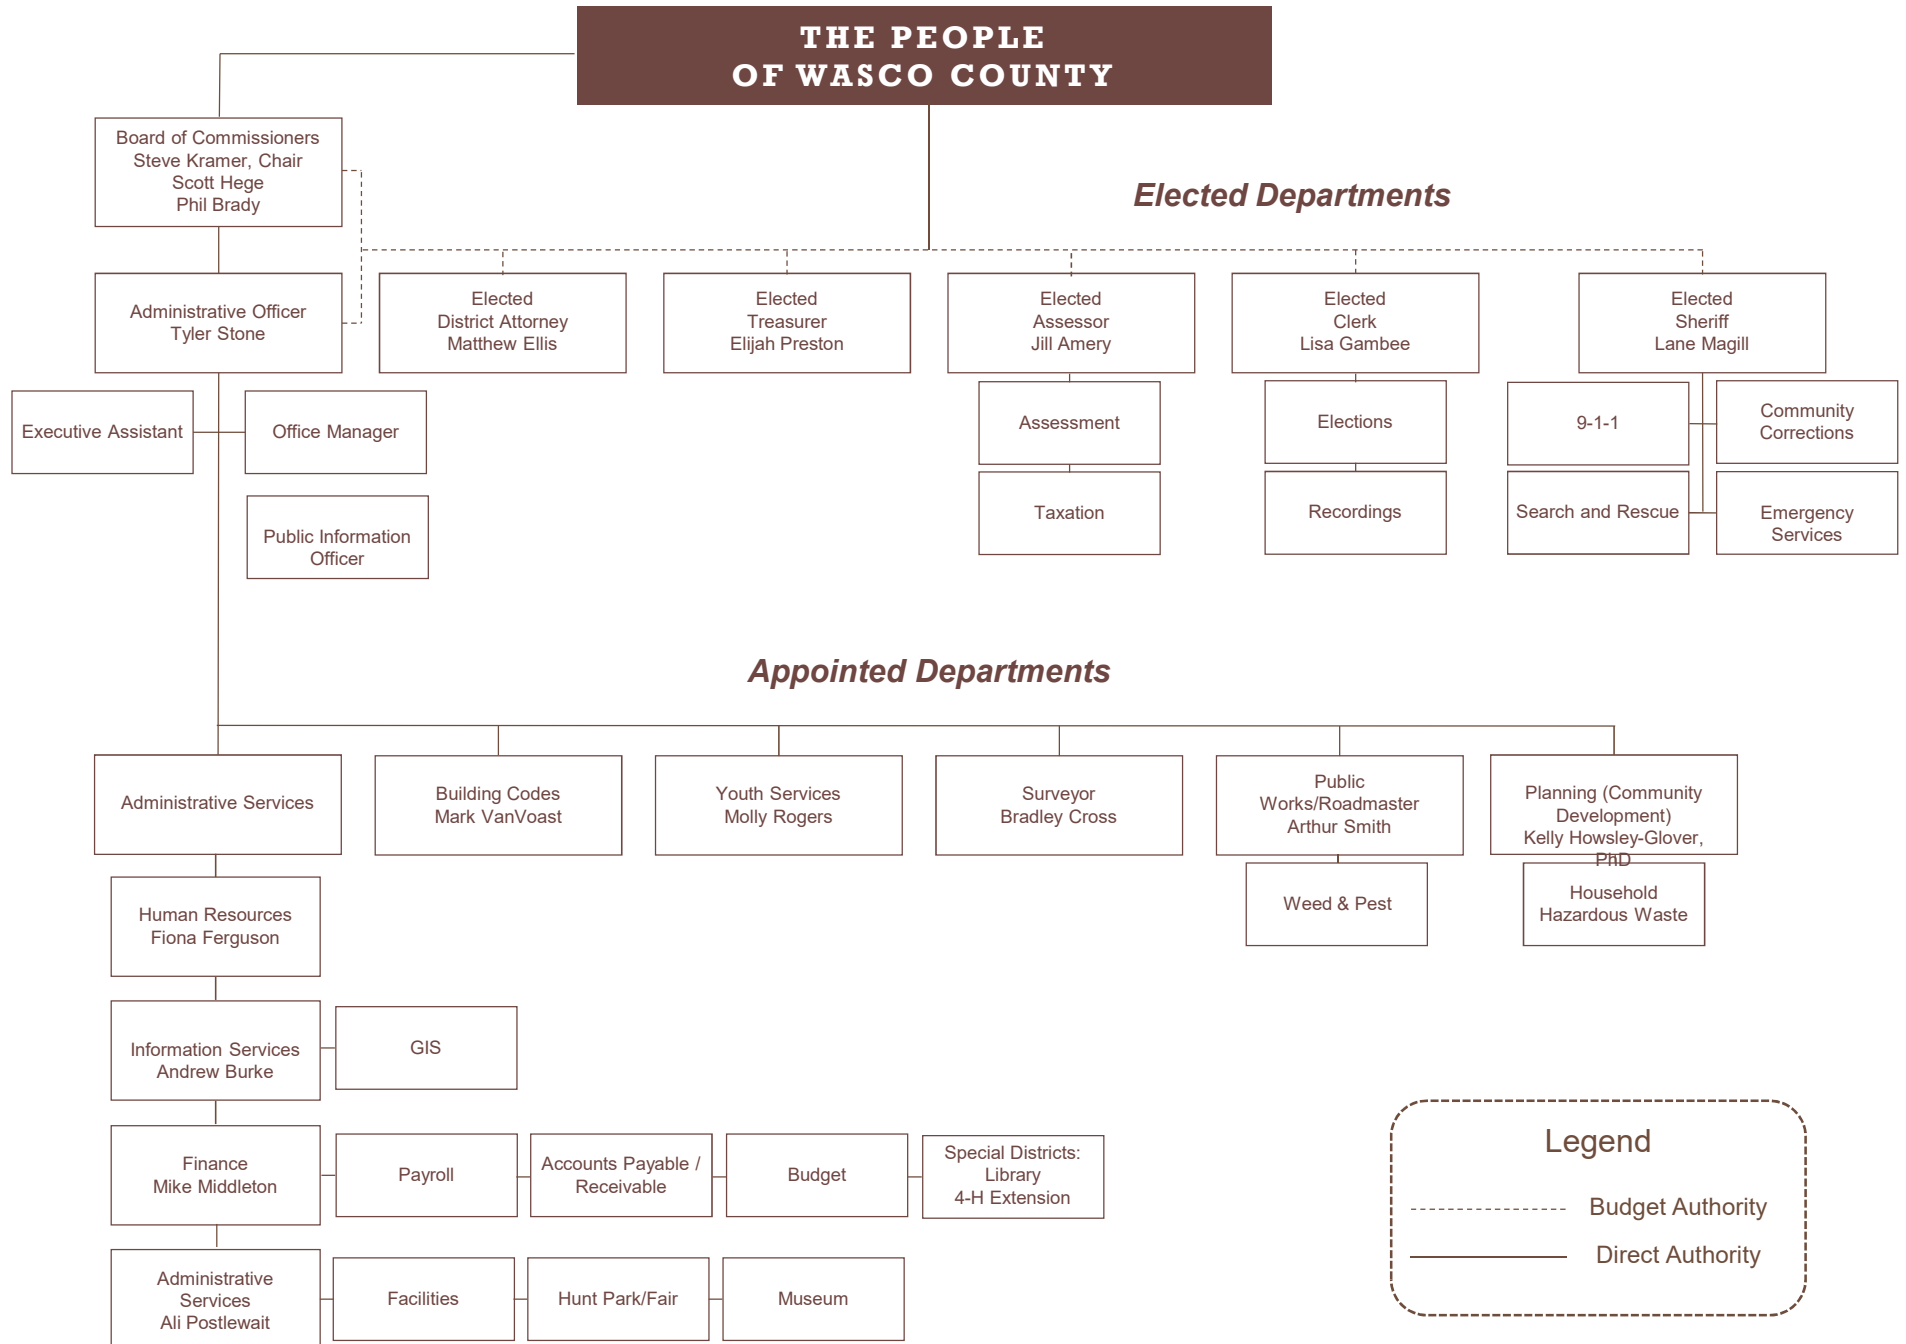 THE PEOPLE
OF WASCO COUNTY
Board of Commissioners
Steve Kramer, Chair
Scott Hege
Phil Brady
Elected Departments
Administrative Officer
Tyler Stone
Elected
District Attorney
Matthew Ellis
Elected
Treasurer
Elijah Preston
Elected
Assessor
Jill Amery
Elected
Clerk
Lisa Gambee
Elected
Sheriff
Lane Magill
Executive Assistant
Office Manager
Public Information
Officer
Assessment
Taxation
Elections
Recordings
9-1-1
Community
Corrections
Search and Rescue
Emergency
Services
Appointed Departments
Administrative Services
Building Codes
Mark VanVoast
Youth Services
Molly Rogers
Surveyor
Bradley Cross
Public
Works/Roadmaster
Arthur Smith
Planning (Community
Development)
Kelly Howsley-Glover,
PhD
Weed & Pest
Household
Hazardous Waste
Human Resources
Fiona Ferguson
Information Services
Andrew Burke
GIS
Finance
Mike Middleton
Payroll
Accounts Payable /
Receivable
Budget
Special Districts:
Library
4-H Extension
Administrative
Services
Ali Postlewait
Facilities
Hunt Park/Fair
Museum
Legend
Budget Authority
Direct Authority